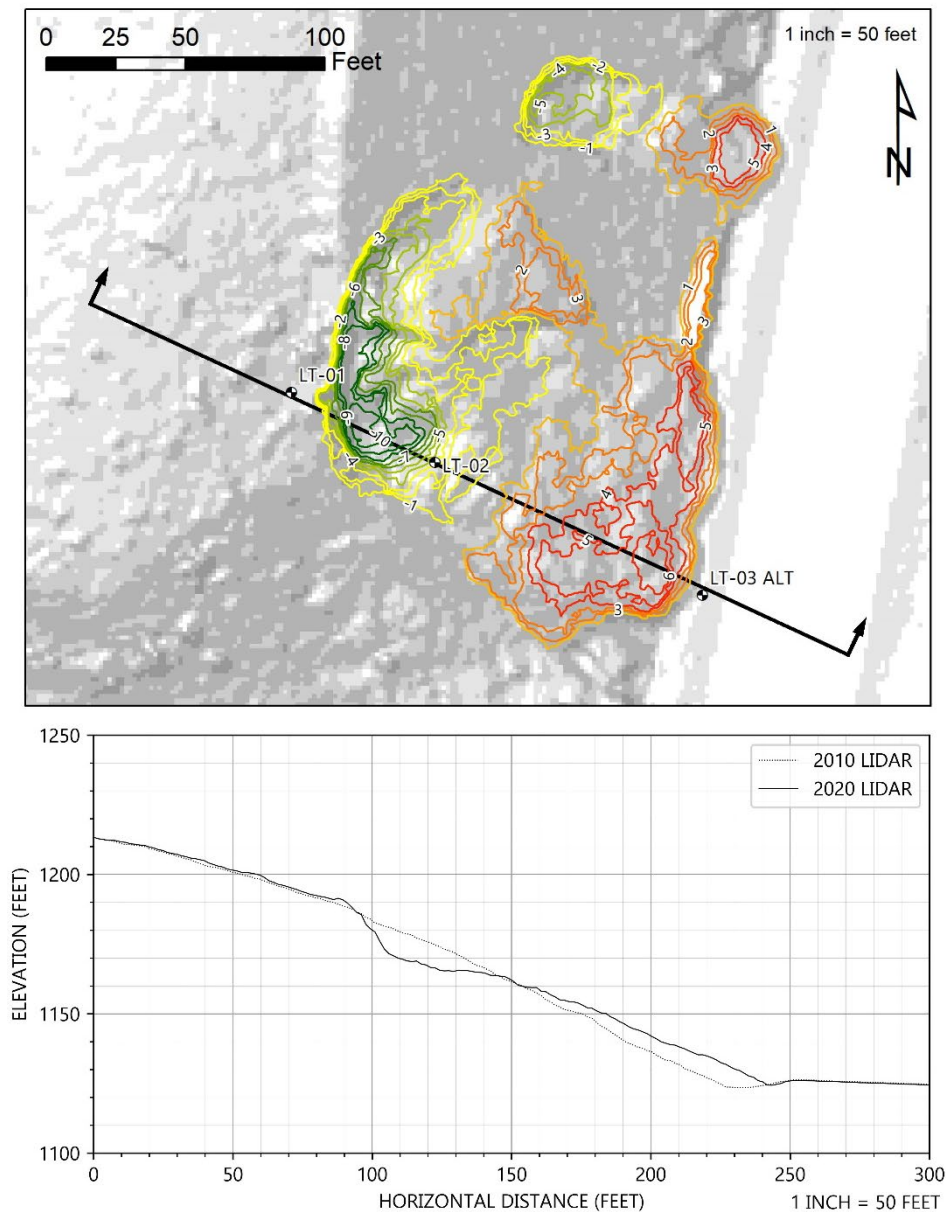 0 25 50 100
Feet
1 inch = 50 feet
N
-4 -2
-5
-3 -1
2 1
4
3 5
-3
-6
-2
-8
2
3
1
3
2
LT-01
-9
-10
-5
-7
-4
LT-02
-1
5
4
5
6
LT-03 ALT
3
1250
1200
1150
1100
ELEVATION (FEET)
2010 LIDAR
2020 LIDAR
0 50 100 150 200 250 300
HORIZONTAL DISTANCE (FEET)
1 INCH = 50 FEET